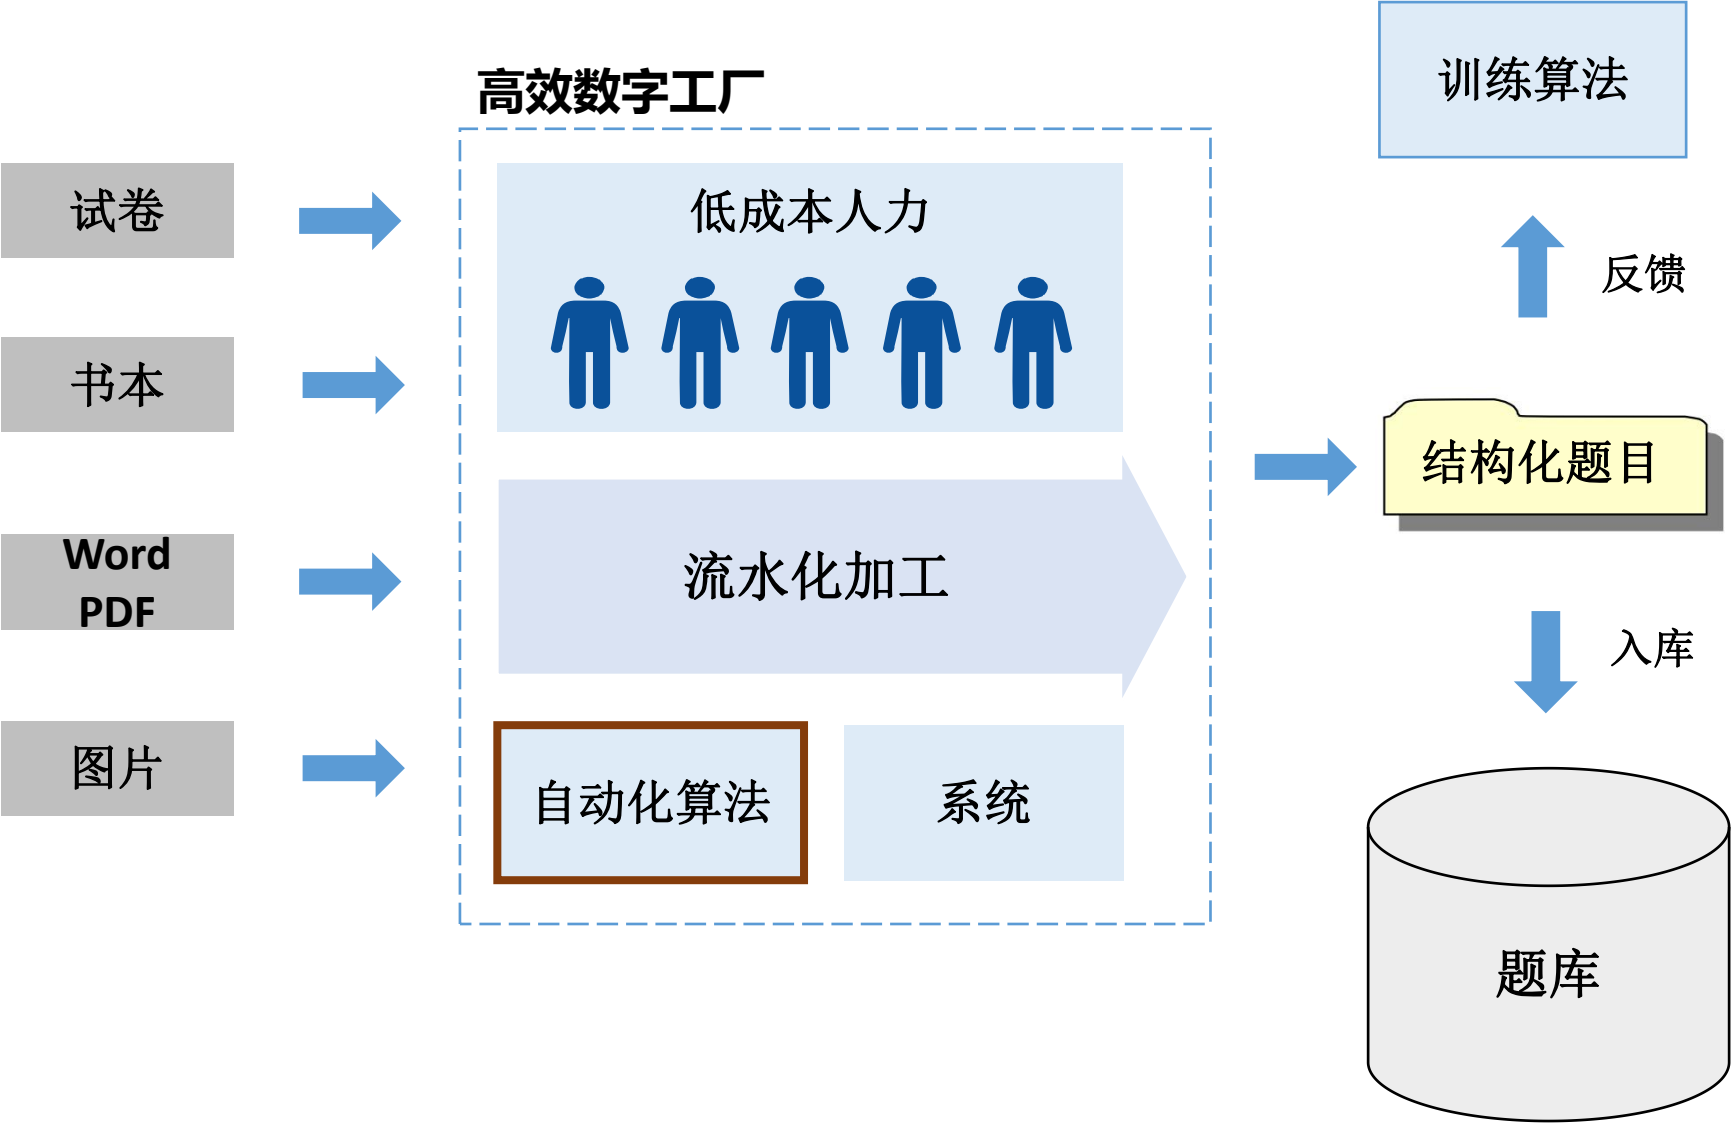 高效数字工厂
试卷
书本
Word
PDF
图片
低成本人力
流水化加工
自动化算法
系统
训练算法
反馈
结构化题目
入库
题库